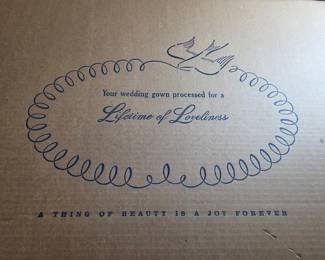 Your wedding gown processed for a
Lifetime of Loveliness
A THING OF BEAUTY IS A JOY FOREVER